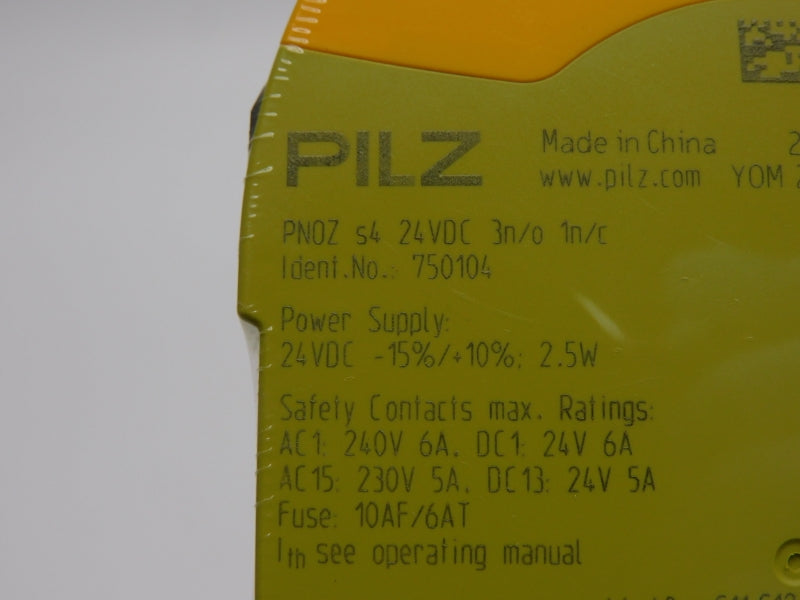 PILZ
Made in China
www.pilz.com YOM
PNOZ s4 24VDC 3n/o 1n/c
Ident.No.: 750104
Power Supply:
24VDC -15%/+10%; 2.5W
Safety Contacts max. Ratings:
AC1: 240V 6A, DC1: 24V 6A
AC15: 230V 5A, DC13: 24V 5A
Fuse: 10AF/6AT
Ith see operating manual